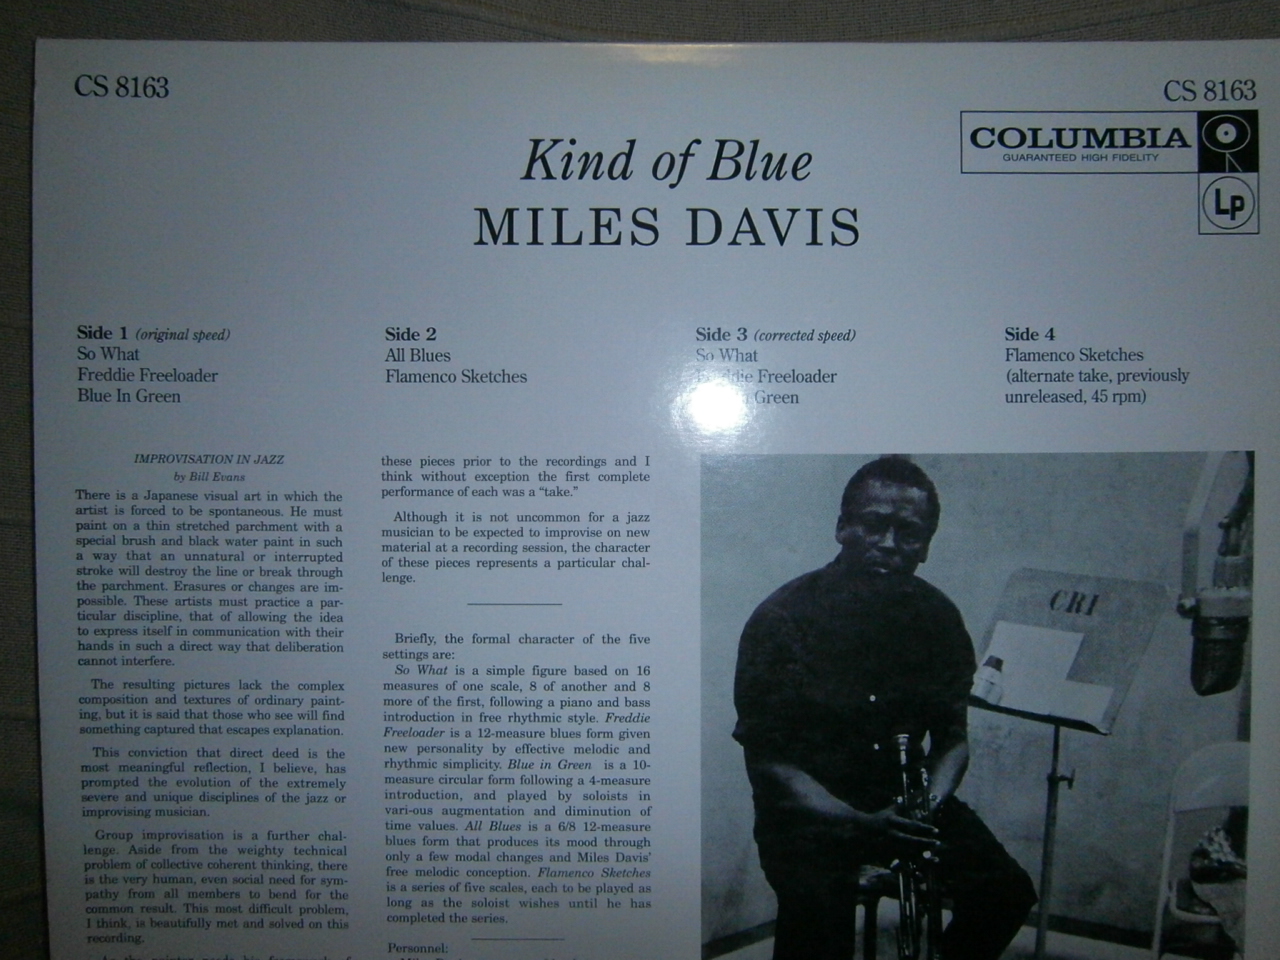 CS 8163
CS 8163
COLUMBIA
GUARANTEED HIGH FIDELITY
Lp
Kind of Blue
MILES DAVIS
Side 1 (original speed)
So What
Freddie Freeloader
Blue In Green
Side 2
All Blues
Flamenco Sketches
Side 3 (corrected speed)
So What
Freeloader
Green
Side 4
Flamenco Sketches
(alternate take, previously
unreleased, 45 rpm)
IMPROVISATION IN JAZZ
by Bill Evans
There is a Japanese visual art in which the
artist is forced to be spontaneous. He must
paint on a thin stretched parchment with a
special brush and black water paint in such
a way that an unnatural or interrupted
stroke will destroy the line or break through
the parchment. Erasures or changes are im-
possible. These artists must practice a par-
ticular discipline, that of allowing the idea
to express itself in communication with their
hands in such a direct way that deliberation
cannot interfere.
The resulting pictures lack the complex
composition and textures of ordinary paint-
ing, but it is said that those who see will find
something captured that escapes explanation.
This conviction that direct deed is the
most meaningful reflection, I believe, has
prompted the evolution of the extremely
severe and unique disciplines of the jazz or
improvising musician.
Group improvisation is a further chal-
lenge. Aside from the weighty technical
problem of collective coherent thinking, there
is the very human, even social need for sym-
pathy from all members to bend for the
common result. This most difficult problem,
I think, is beautifully met and solved on this
recording.
these pieces prior to the recordings and I
think without exception the first complete
performance of each was a “take.”
Although it is not uncommon for a jazz
musician to be expected to improvise on new
material at a recording session, the character
of these pieces represents a particular chal-
lenge.
Briefly, the formal character of the five
settings are:
So What is a simple figure based on 16
measures of one scale, 8 of another and 8
more of the first, following a piano and bass
introduction in free rhythmic style. Freddie
Freeloader is a 12-measure blues form given
new personality by effective melodic and
rhythmic simplicity. Blue in Green is a 10-
measure circular form following a 4-measure
introduction, and played by soloists in
vari-ous augmentation and diminution of
time values. All Blues is a 6/8 12-measure
blues form that produces its mood through
only a few modal changes and Miles Davis'
free melodic conception. Flamenco Sketches
is a series of five scales, each to be played as
long as the soloist wishes until he has
completed the series.
Personnel:
CRI